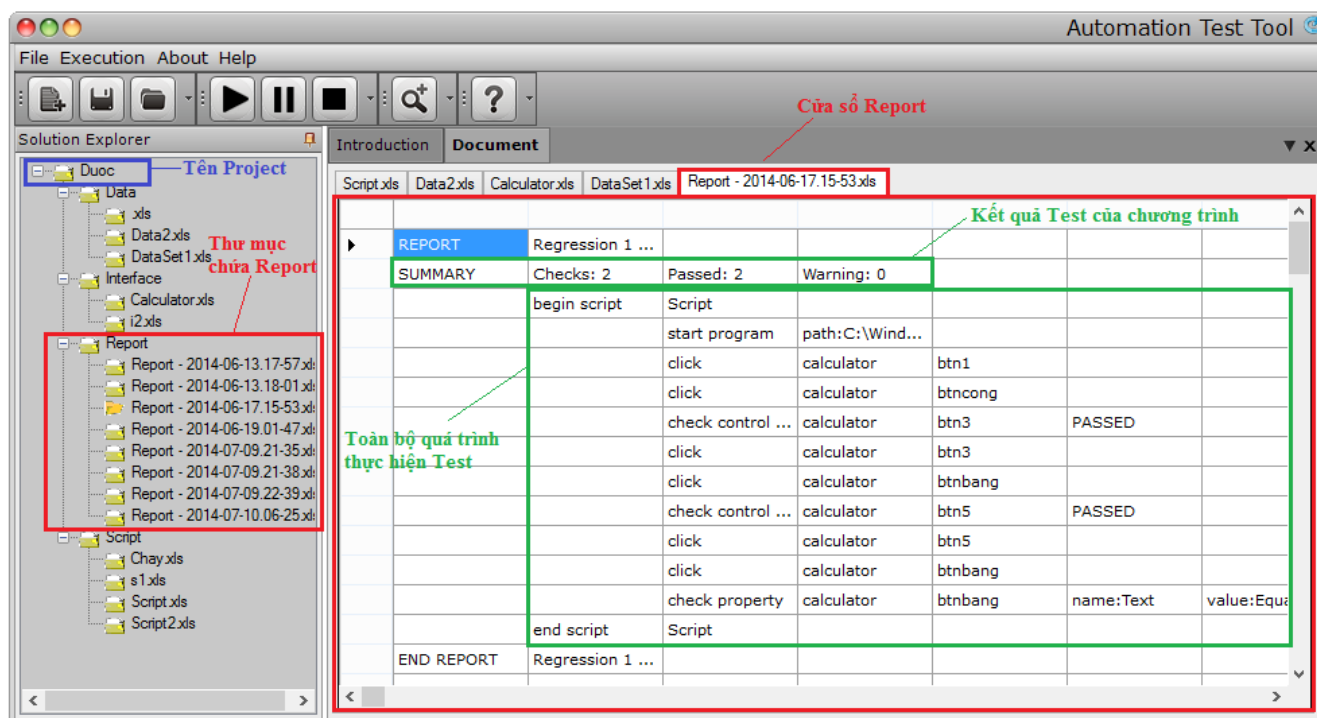 Automation Test Tool
File Execution About Help
Cửa sổ Report
Solution Explorer
Introduction Document
Duoc
Tên Project
Data
.xls
Data2.xls
DataSet1.xls
Thư mục
chứa Report
Interface
Calculator.xls
i2.xls
Report
Report - 2014-06-13.17-57.xl
Report - 2014-06-13.18-01.xl
Report - 2014-06-17.15-53.xl
Report - 2014-06-19.01-47.xl
Report - 2014-07-09.21-35.xl
Report - 2014-07-09.21-38.xl
Report - 2014-07-09.22-39.xl
Report - 2014-07-10.06-25.xl
Script
Chay.xls
s1.xls
Script.xls
Script2.xls
Script.xls Data2.xls Calculator.xls DataSet1.xls Report - 2014-06-17.15-53.xls
Kết quả Test của chương trình
REPORT Regression 1 ...
SUMMARY Checks: 2 Passed: 2 Warning: 0
begin script Script
start program path:C:\Wind...
click calculator btn1
click calculator btncong
check control ... calculator btn3 PASSED
Toàn bộ quá trình
thực hiện Test
click calculator btn3
click calculator btnbang
check control ... calculator btn5 PASSED
click calculator btn5
click calculator btnbang
check property calculator btnbang name:Text value:Equa
end script Script
END REPORT Regression 1 ...